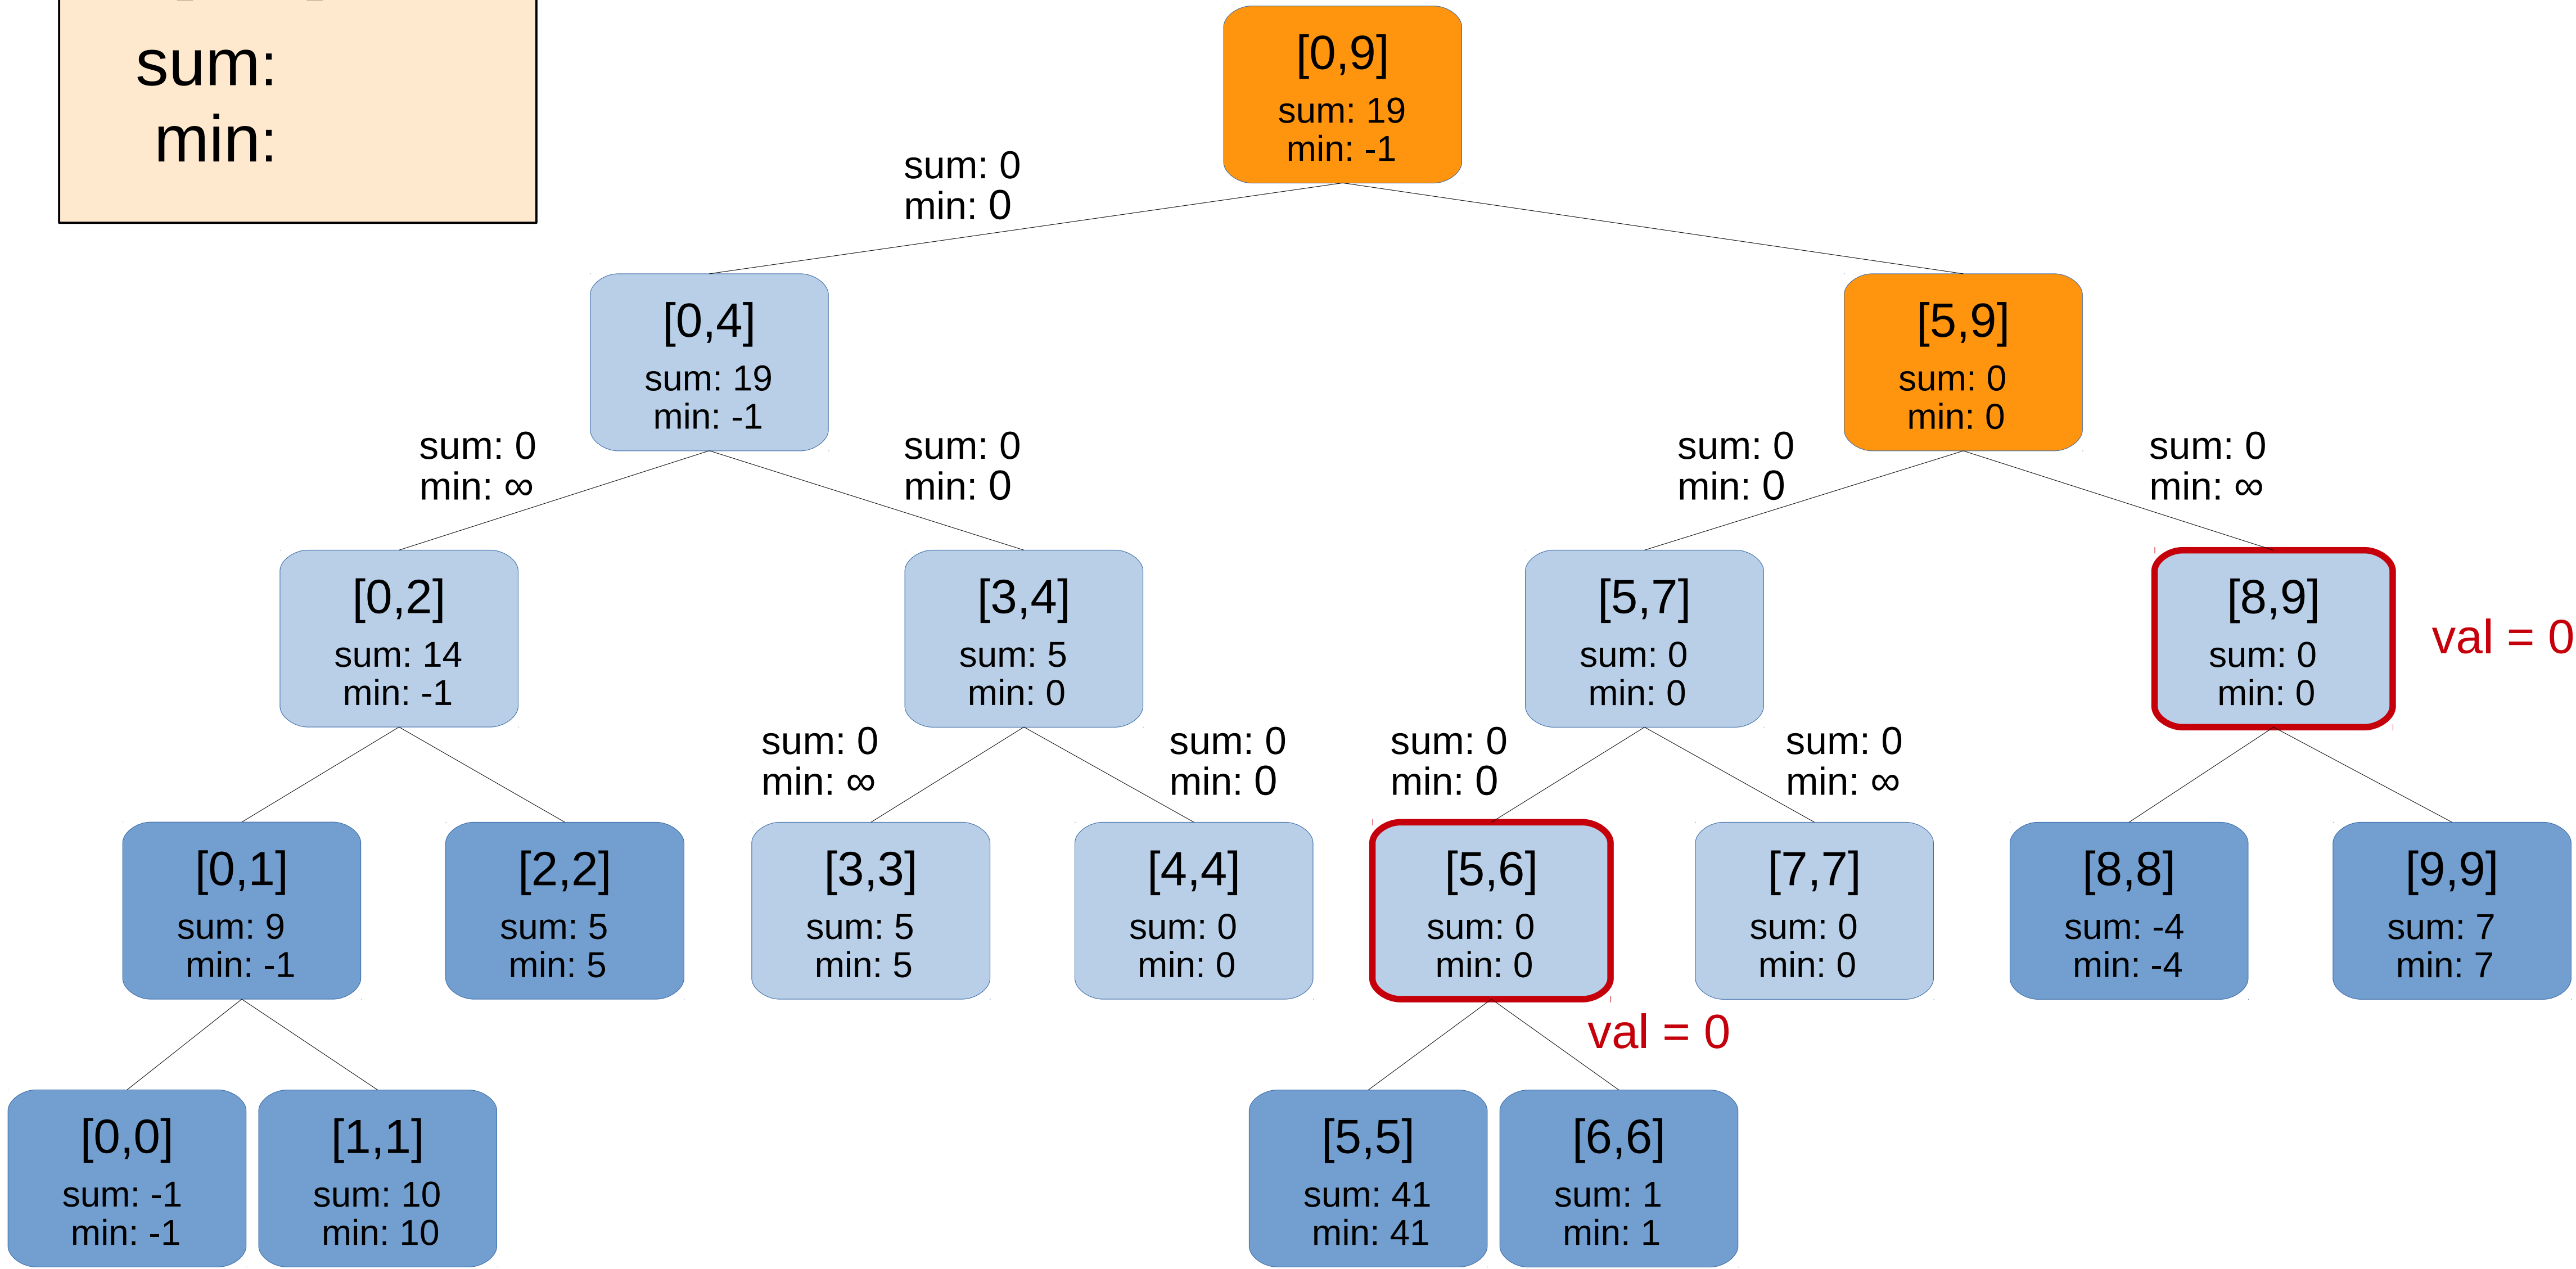 sum:
min:
[0,9]
sum: 19
min: -1
sum: 0
min: 0
[0,4]
sum: 19
min: -1
[5,9]
sum: 0
min: 0
sum: 0
min: ∞
sum: 0
min: 0
sum: 0
min: 0
sum: 0
min: ∞
[0,2]
sum: 14
min: -1
[3,4]
sum: 5
min: 0
[5,7]
sum: 0
min: 0
[8,9]
sum: 0
min: 0
val = 0
sum: 0
min: ∞
sum: 0
min: 0
sum: 0
min: 0
sum: 0
min: ∞
[0,1]
sum: 9
min: -1
[2,2]
sum: 5
min: 5
[3,3]
sum: 5
min: 5
[4,4]
sum: 0
min: 0
[5,6]
sum: 0
min: 0
[7,7]
sum: 0
min: 0
[8,8]
sum: -4
min: -4
[9,9]
sum: 7
min: 7
val = 0
[0,0]
sum: -1
min: -1
[1,1]
sum: 10
min: 10
[5,5]
sum: 41
min: 41
[6,6]
sum: 1
min: 1